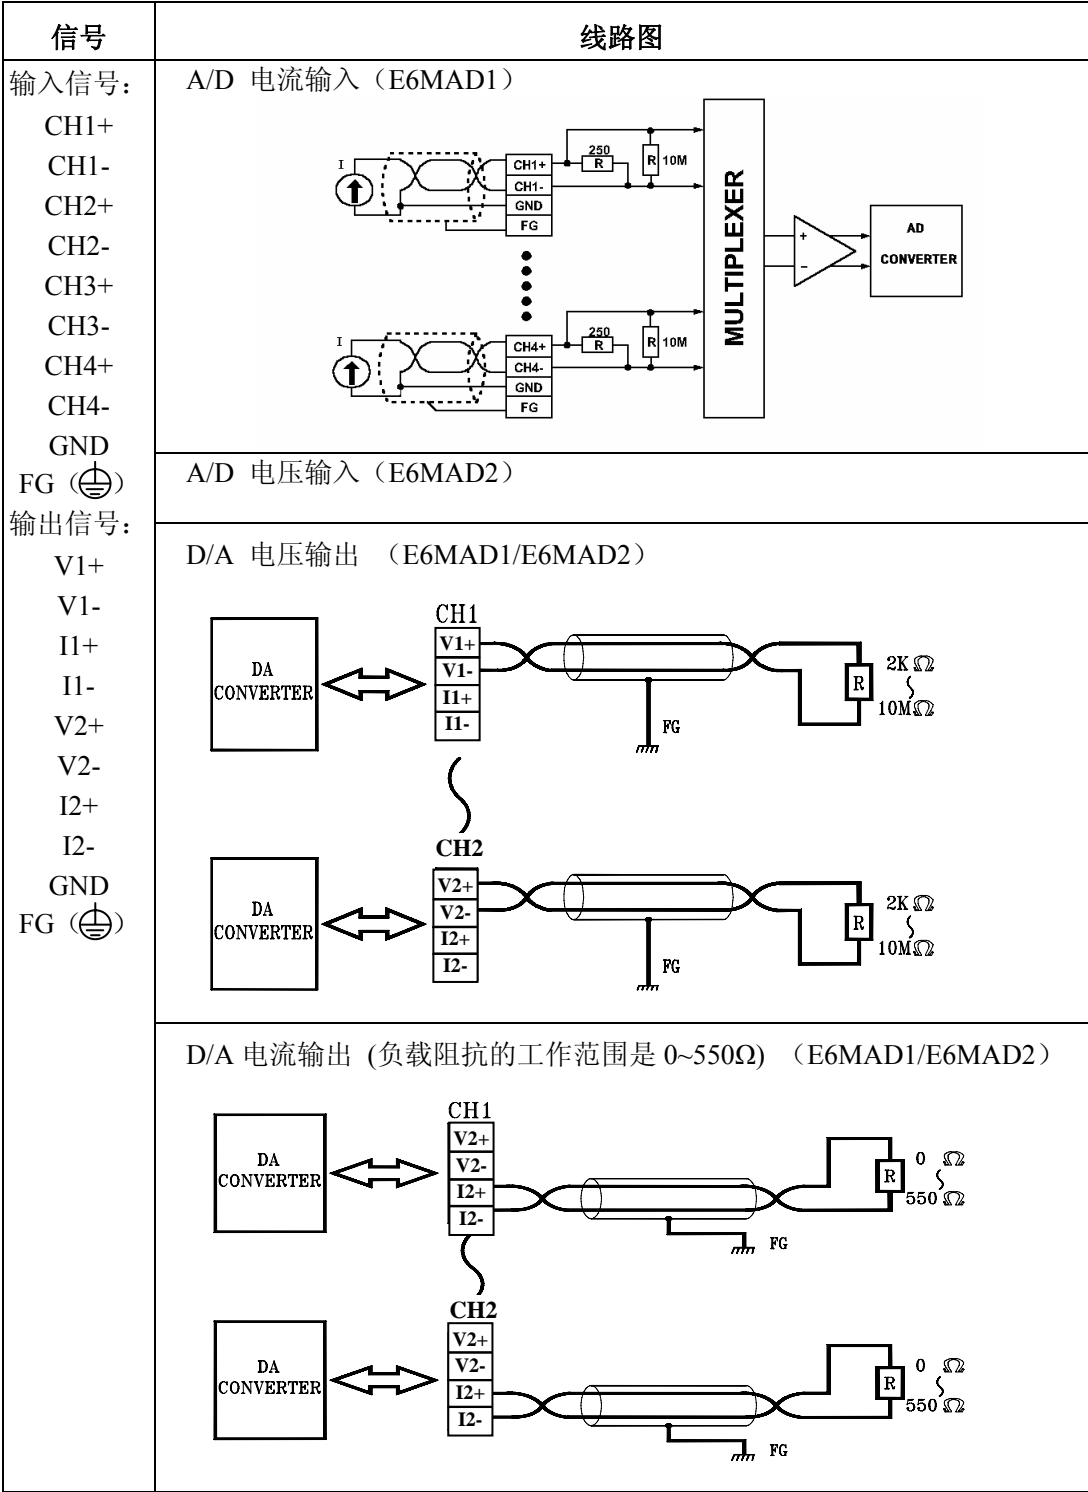 信号
线路图
输入信号：
CH1+
CH1-
CH2+
CH2-
CH3+
CH3-
CH4+
CH4-
GND
FG（）
输出信号：
V1+
V1-
I1+
I1-
V2+
V2-
I2+
I2-
GND
FG（）
A/D 电流输入（E6MAD1）
I
CH1+
CH1-
GND
FG
250
R
R
10M
I
CH4+
CH4-
GND
FG
250
R
R
10M
MULTIPLEXER
+
-
AD
CONVERTER
A/D 电压输入（E6MAD2）
D/A 电压输出 （E6MAD1/E6MAD2）
DA
CONVERTER
CH1
V1+
V1-
I1+
I1-
FG
R
2KΩ
10MΩ
DA
CONVERTER
CH2
V2+
V2-
I2+
I2-
FG
R
2KΩ
10MΩ
D/A 电流输出 (负载阻抗的工作范围是 0~550Ω) （E6MAD1/E6MAD2）
DA
CONVERTER
CH1
V2+
V2-
I2+
I2-
FG
R
0 Ω
550 Ω
DA
CONVERTER
CH2
V2+
V2-
I2+
I2-
FG
R
0 Ω
550 Ω